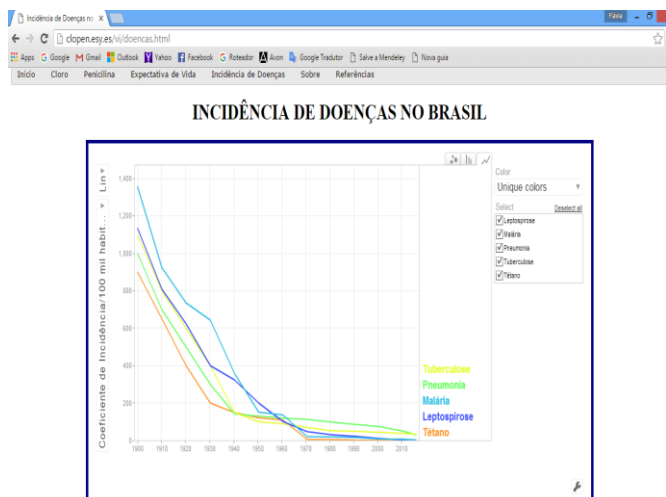 Incidência de Doenças no
Flávia
clopen.esy.es/vi/doencas.html
Apps Google Gmail Outlook Yahoo Facebook Roteador Avon Google Tradutor Salve a Mendeley Nova guia
Início Cloro Penicilina Expectativa de Vida Incidência de Doenças Sobre Referências
INCIDÊNCIA DE DOENÇAS NO BRASIL
Lin
Coeficiente de Incidência/100 mil habit...
1,400
1,200
1,000
800
600
400
200
0
1900 1910 1920 1930 1940 1950 1960 1970 1980 1990 2000 2010
Tuberculose
Pneumonia
Malária
Leptospirose
Tétano
Color
Unique colors
Select Deselect all
Leptospirose
Malária
Pneumonia
Tuberculose
Tétano